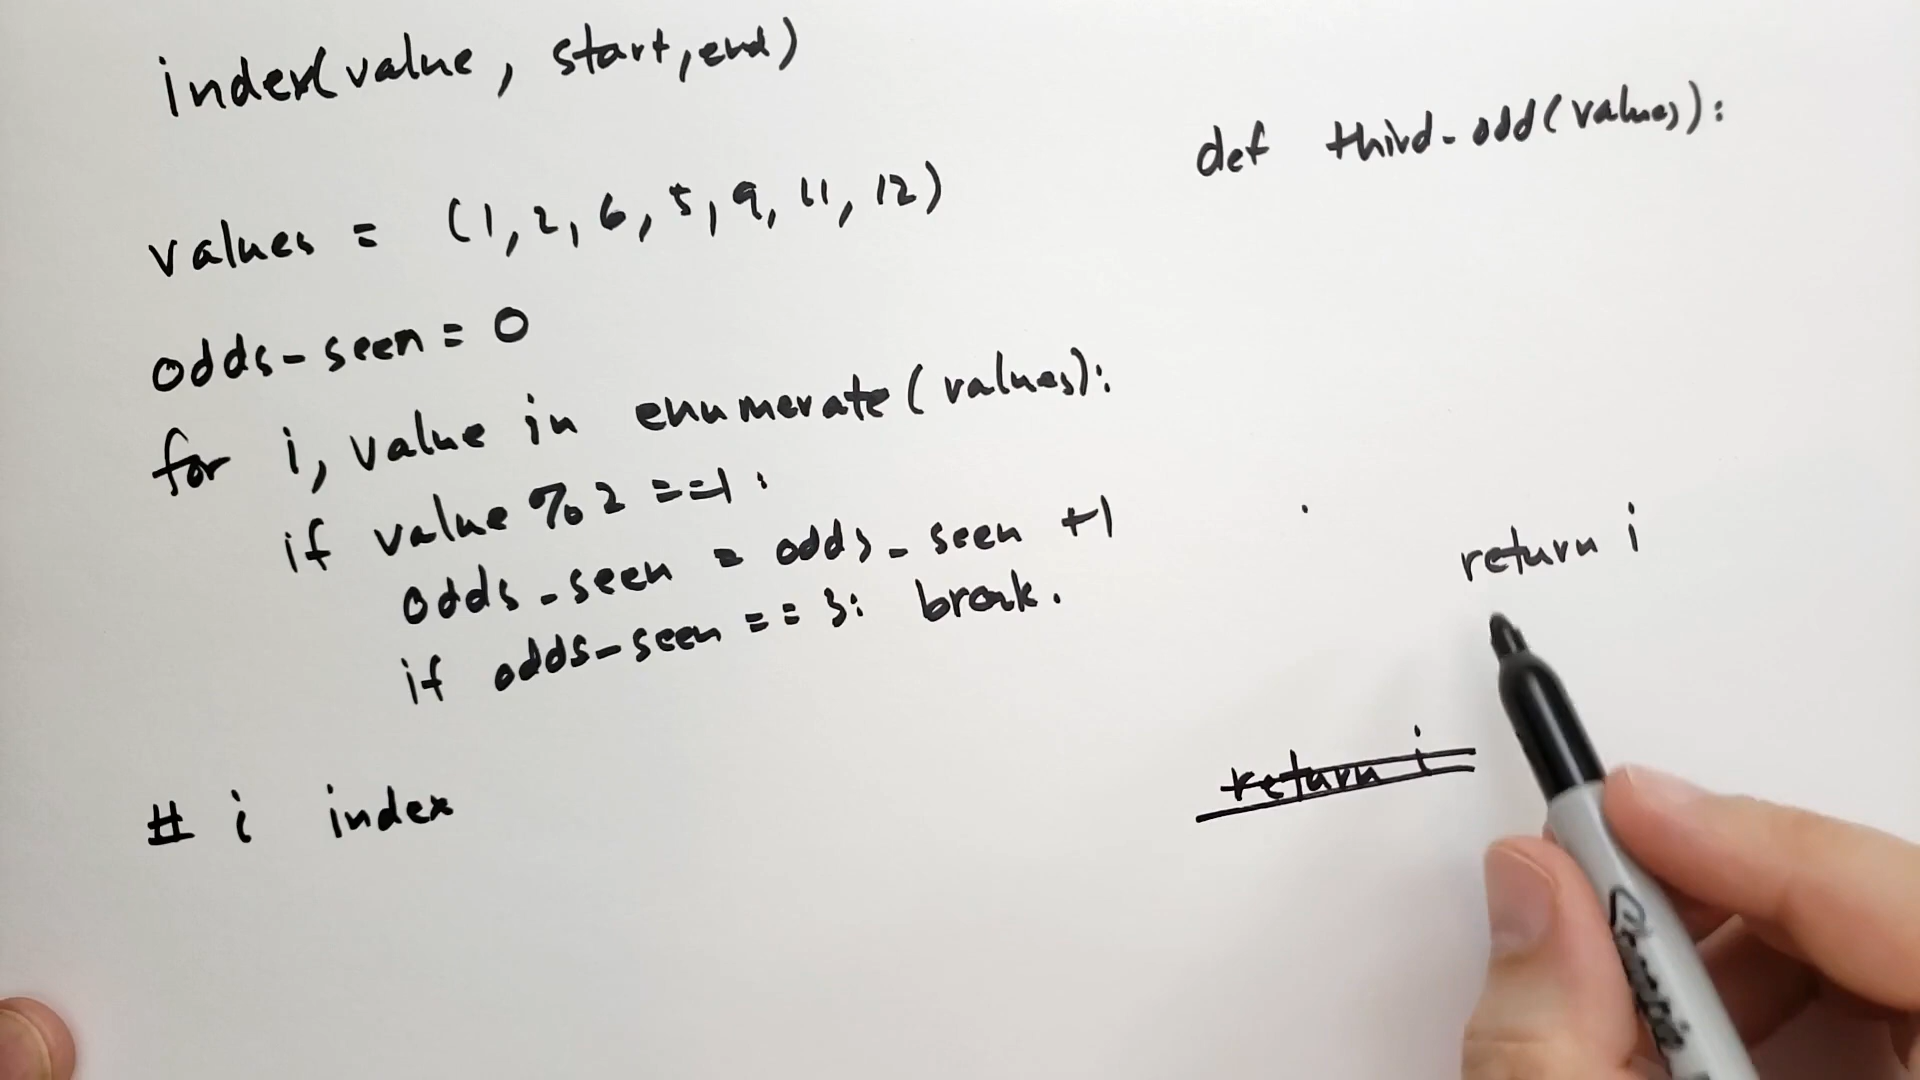 index(value, start, end)
values = (1, 2, 6, 5, 9, 11, 12)
odds-seen = 0
for i, value in enumerate(values):
if value % 2 == 1:
odds-seen = odds-seen +1
if odds-seen == 3: break.
# i index
def third-odd(values):
return i
return i